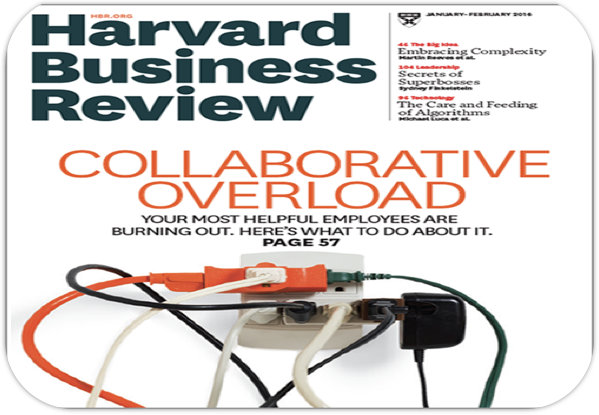 HBR.ORG
Harvard
Business
Review
JANUARY–FEBRUARY 2016
44 The Big Idea
Embracing Complexity
Martin Reeves et al.
104 Leadership
Secrets of
Superbosses
Sydney Finkelstein
94 Technology
The Care and Feeding
of Algorithms
Michael Luca et al.
COLLABORATIVE
OVERLOAD
YOUR MOST HELPFUL EMPLOYEES ARE
BURNING OUT. HERE'S WHAT TO DO ABOUT IT.
PAGE 57